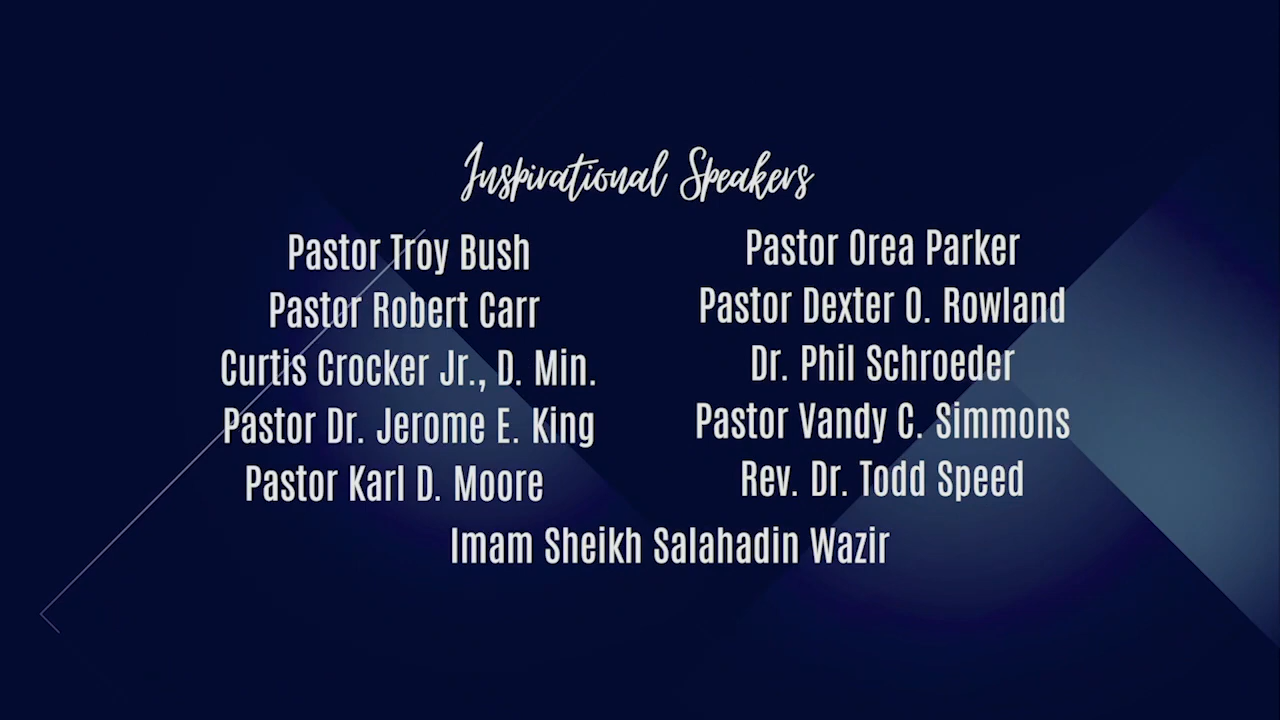 Inspirational Speakers
Pastor Troy Bush
Pastor Robert Carr
Curtis Crocker Jr., D. Min.
Pastor Dr. Jerome E. King
Pastor Karl D. Moore
Pastor Orea Parker
Pastor Dexter O. Rowland
Dr. Phil Schroeder
Pastor Vandy C. Simmons
Rev. Dr. Todd Speed
Imam Sheikh Salahadin Wazir